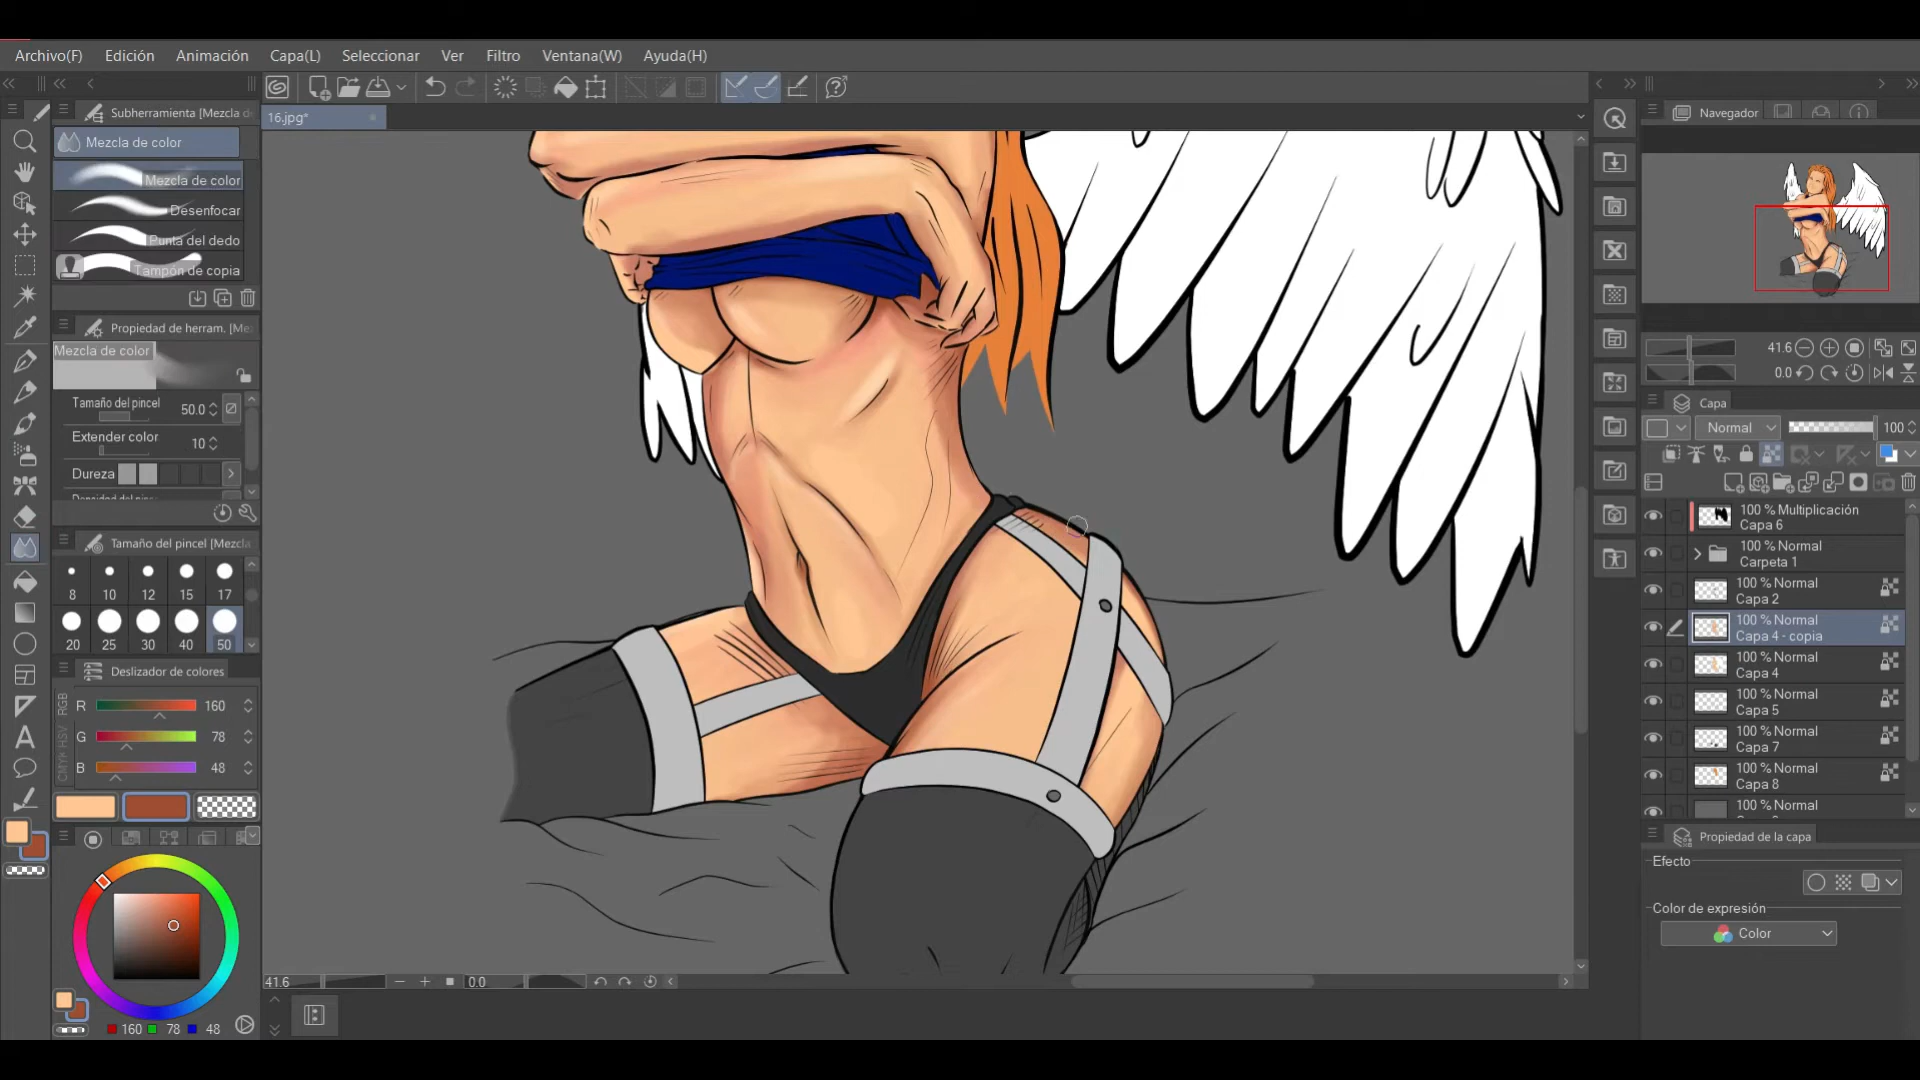 Archivo(F) Edición Animación Capa(L) Seleccionar Ver Filtro Ventana(W) Ayuda(H)
16.jpg*
Subherramienta [Mezcla d
Mezcla de color
Mezcla de color
Desenfocar
Punta del dedo
Tampón de copia
Propiedad de herram. [Me
Mezcla de color
Tamaño del pincel 50.0
Extender color 10
Dureza
Tamaño del pincel [Mezcla
8 10 12 15 17
20 25 30 40 50
Deslizador de colores
RGB
HSV
CMYK
R 160
G 78
B 48
160 78 48
41.6
0.0
Navegador
41.6
0.0
Capa
Normal 100
100 % Multiplicación
Capa 6
100 % Normal
Carpeta 1
100 % Normal
Capa 2
100 % Normal
Capa 4 - copia
100 % Normal
Capa 4
100 % Normal
Capa 5
100 % Normal
Capa 7
100 % Normal
Capa 8
100 % Normal
Propiedad de la capa
Efecto
Color de expresión
Color